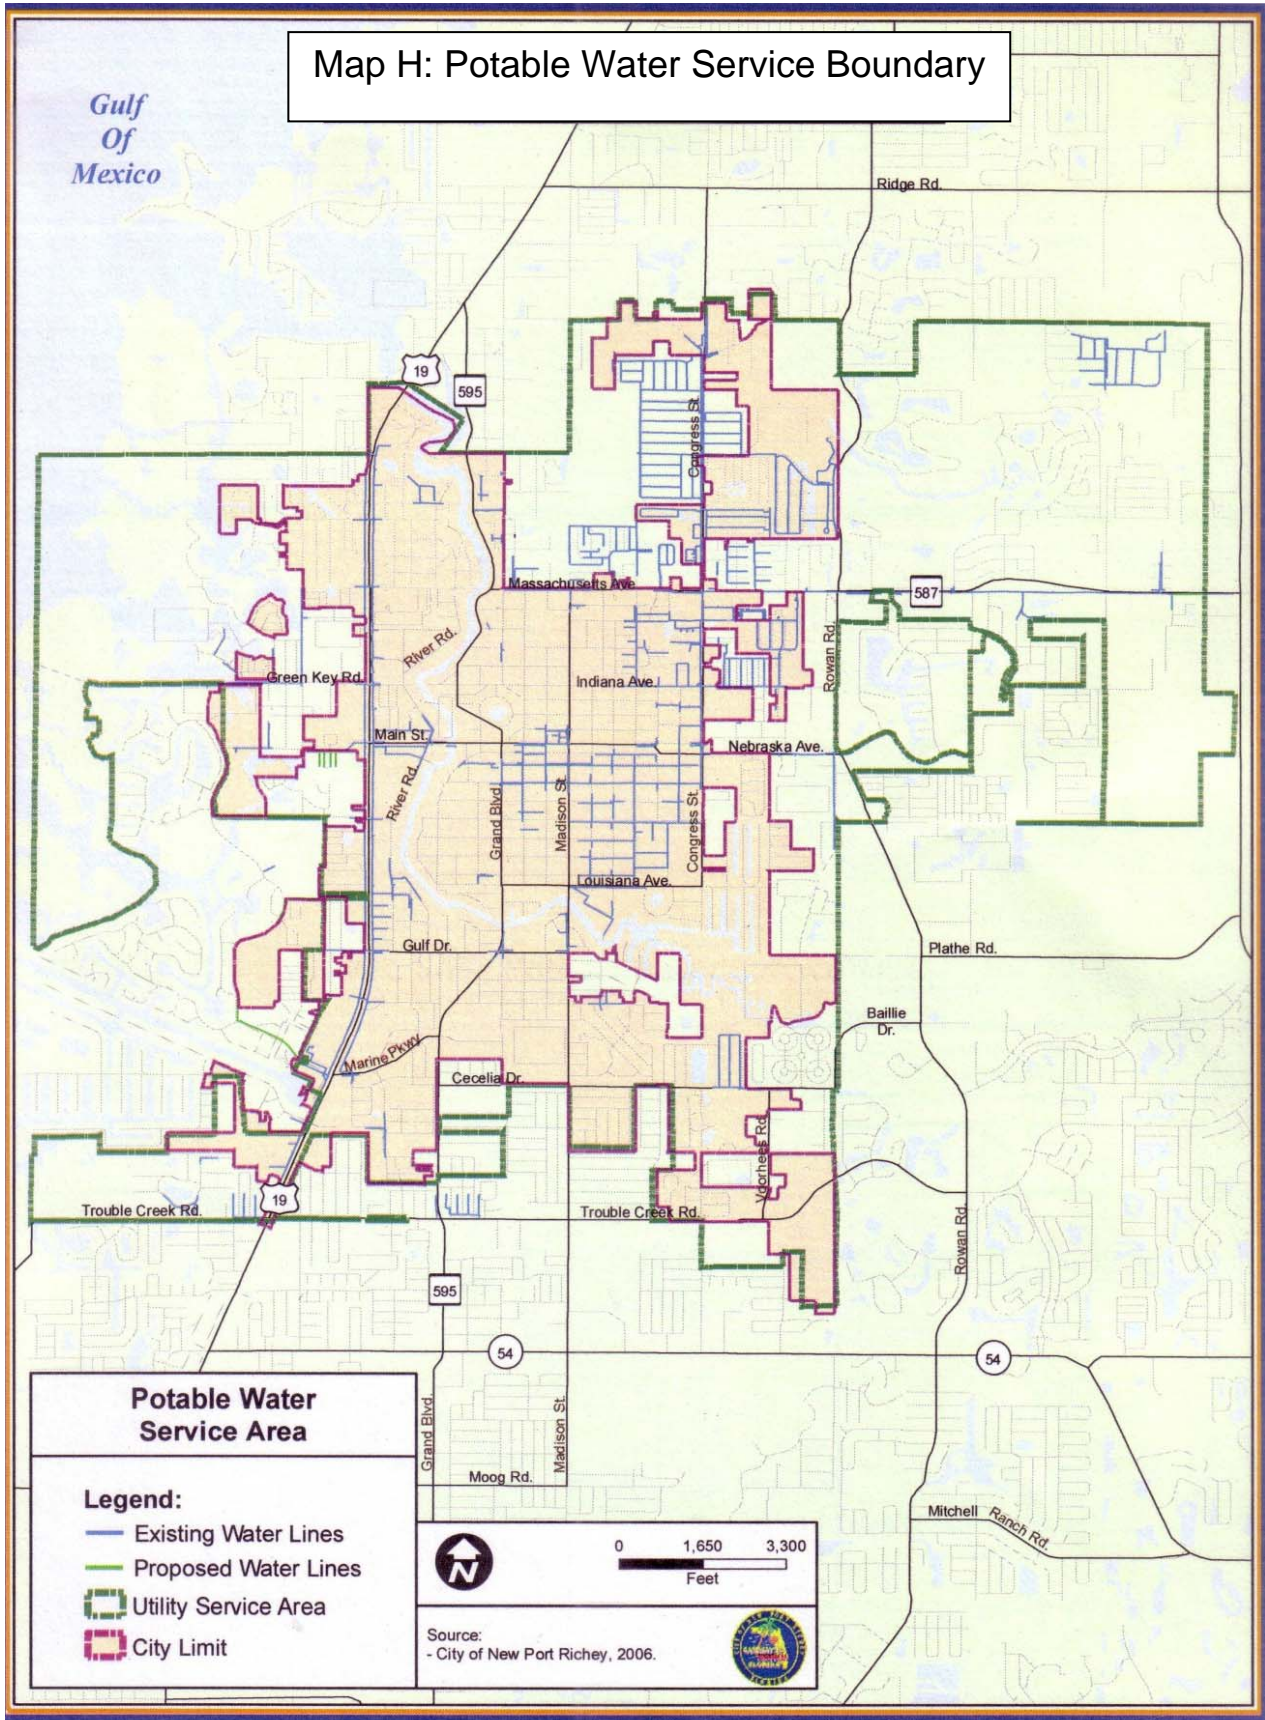 Map H: Potable Water Service Boundary
Gulf
Of
Mexico
Ridge Rd.
19
595
Congress St.
Massachusetts Ave.
587
River Rd.
Rowan Rd.
Green Key Rd.
Indiana Ave.
Main St.
Nebraska Ave.
River Rd.
Grand Blvd.
Madison St.
Congress St.
Louisiana Ave.
Gulf Dr.
Plathe Rd.
Baillie
Dr.
Marine Pkwy
Cecelia Dr.
Voorhees Rd.
19
Trouble Creek Rd.
Trouble Creek Rd.
Rowan Rd.
595
54
54
Grand Blvd.
Madison St.
Moog Rd.
Mitchell Ranch Rd.
Potable Water
Service Area
Legend:
Existing Water Lines
Proposed Water Lines
Utility Service Area
City Limit
N
0 1,650 3,300
Feet
Source:
- City of New Port Richey, 2006.